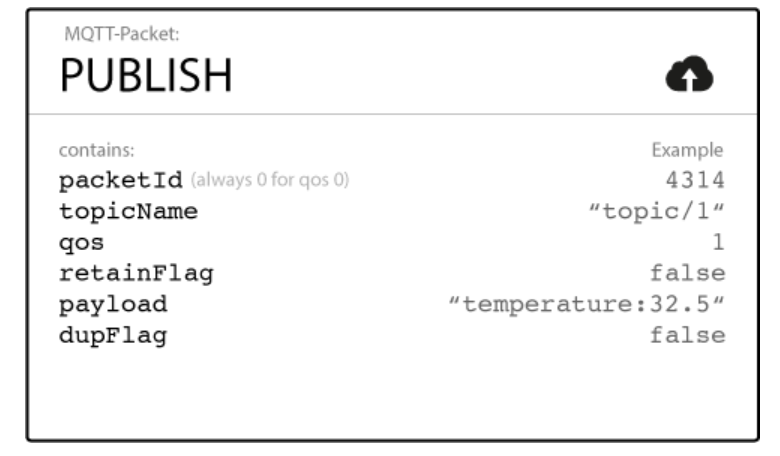 MQTT-Packet:
PUBLISH
contains: Example
packetId (always 0 for qos 0) 4314
topicName “topic/1“
qos 1
retainFlag false
payload “temperature:32.5“
dupFlag false